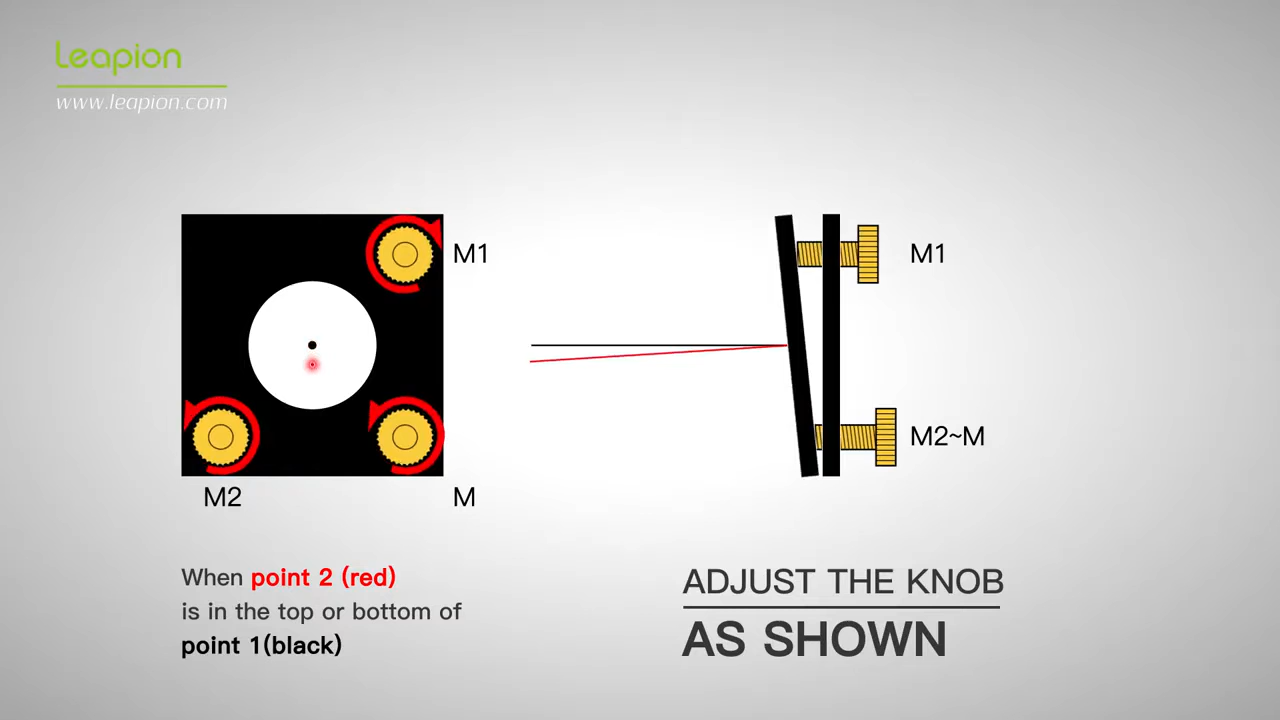 Leapion
www.leapion.com
M1
M1
M2~M
M2
M
When point 2 (red)
is in the top or bottom of
point 1(black)
ADJUST THE KNOB
AS SHOWN